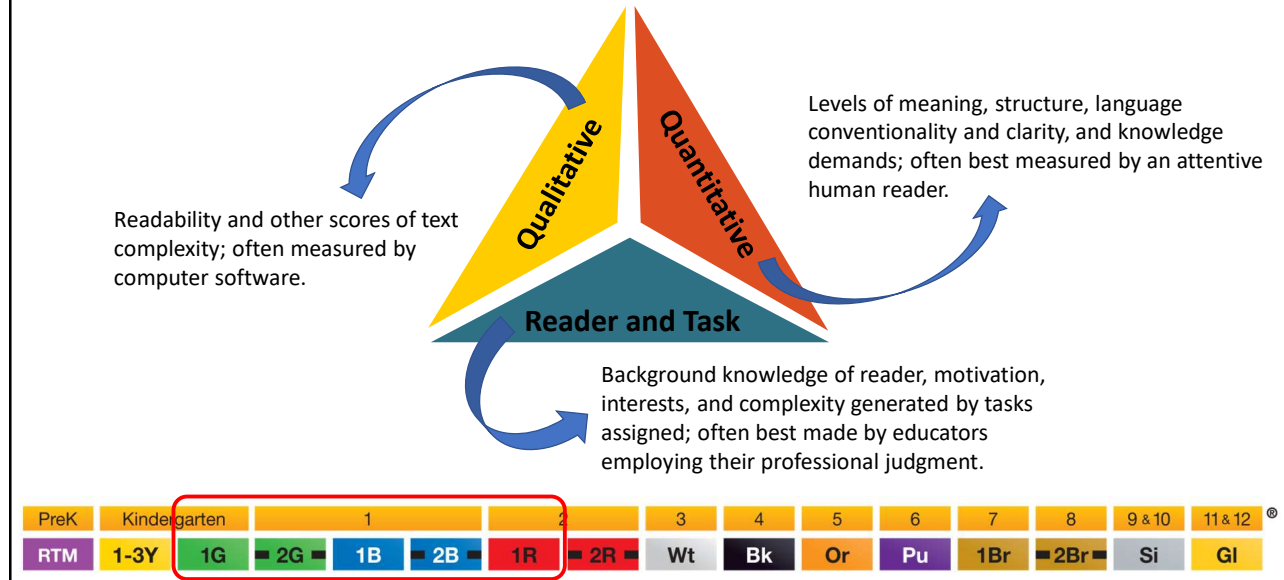 Qualitative
Quantitative
Levels of meaning, structure, language
conventionality and clarity, and knowledge
demands; often best measured by an attentive
human reader.
Readability and other scores of text
complexity; often measured by
computer software.
Reader and Task
Background knowledge of reader, motivation,
interests, and complexity generated by tasks
assigned; often best made by educators
employing their professional judgment.
PreK Kindergarten 1 2 3 4 5 6 7 8 9 & 10 11 & 12 ®
RTM 1-3Y 1G 2G 1B 2B 1R 2R Wt Bk Or Pu 1Br 2Br Si Gl